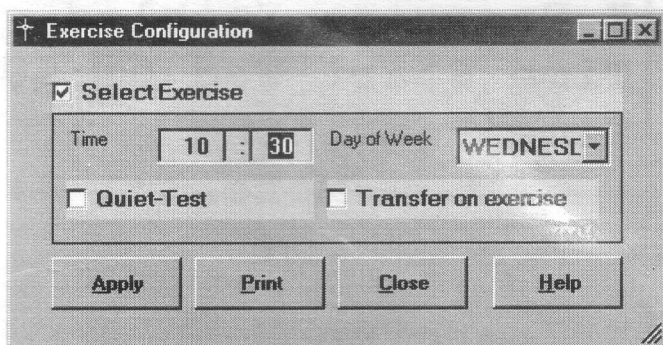 Exercise Configuration
Select Exercise
Time 10 : 30 Day of Week WEDNESD
Quiet-Test Transfer on exercise
Apply Print Close Help